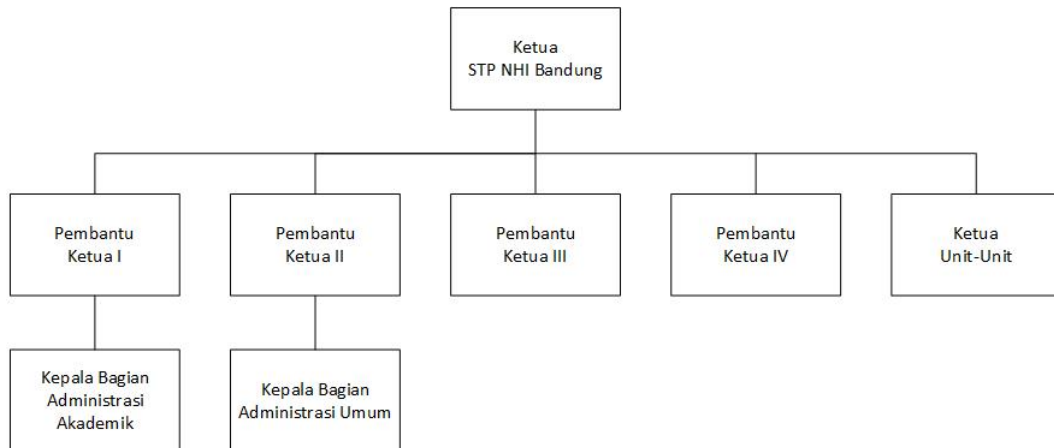 Ketua
STP NHI Bandung
Pembantu
Ketua I
Pembantu
Ketua II
Pembantu
Ketua III
Pembantu
Ketua IV
Ketua
Unit-Unit
Kepala Bagian
Administrasi
Akademik
Kepala Bagian
Administrasi Umum